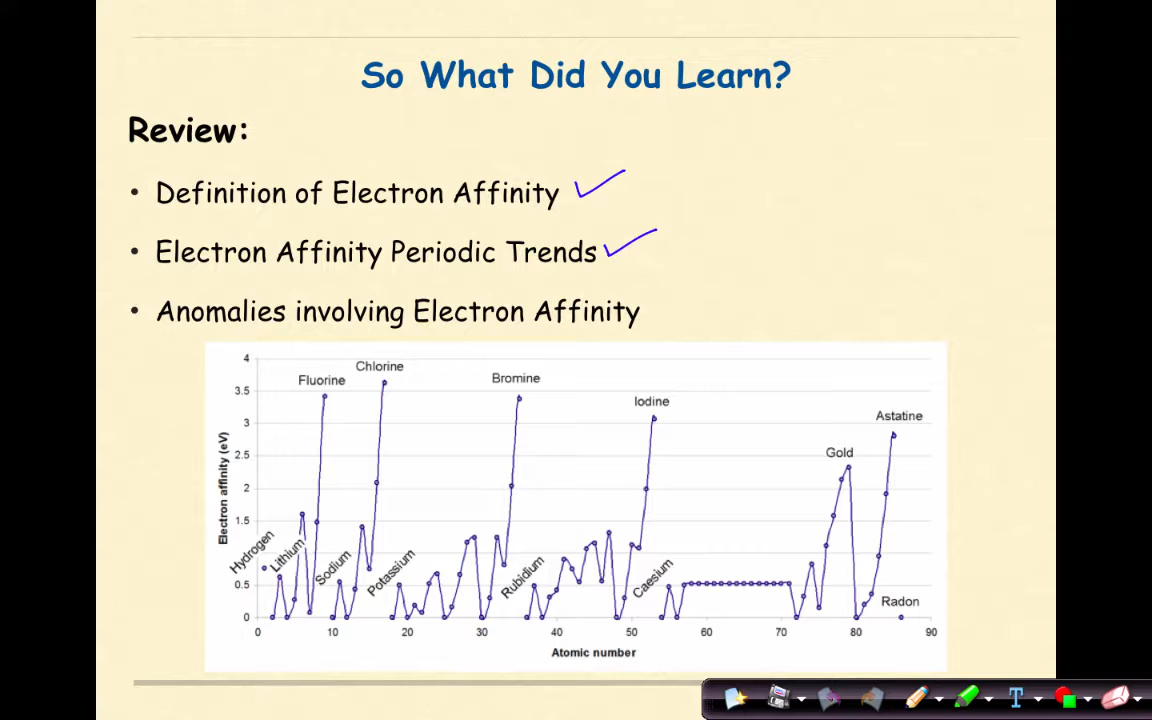 So What Did You Learn?
Review:
• Definition of Electron Affinity
• Electron Affinity Periodic Trends
• Anomalies involving Electron Affinity
Electron affinity (eV)
4
3.5
3
2.5
2
1.5
0.5
0
Hydrogen
Lithium
Fluorine
Sodium
Chlorine
Potassium
Bromine
Rubidium
Iodine
Caesium
Gold
Astatine
Radon
0 10 20 30 40 50 60 70 80 90
Atomic number
T